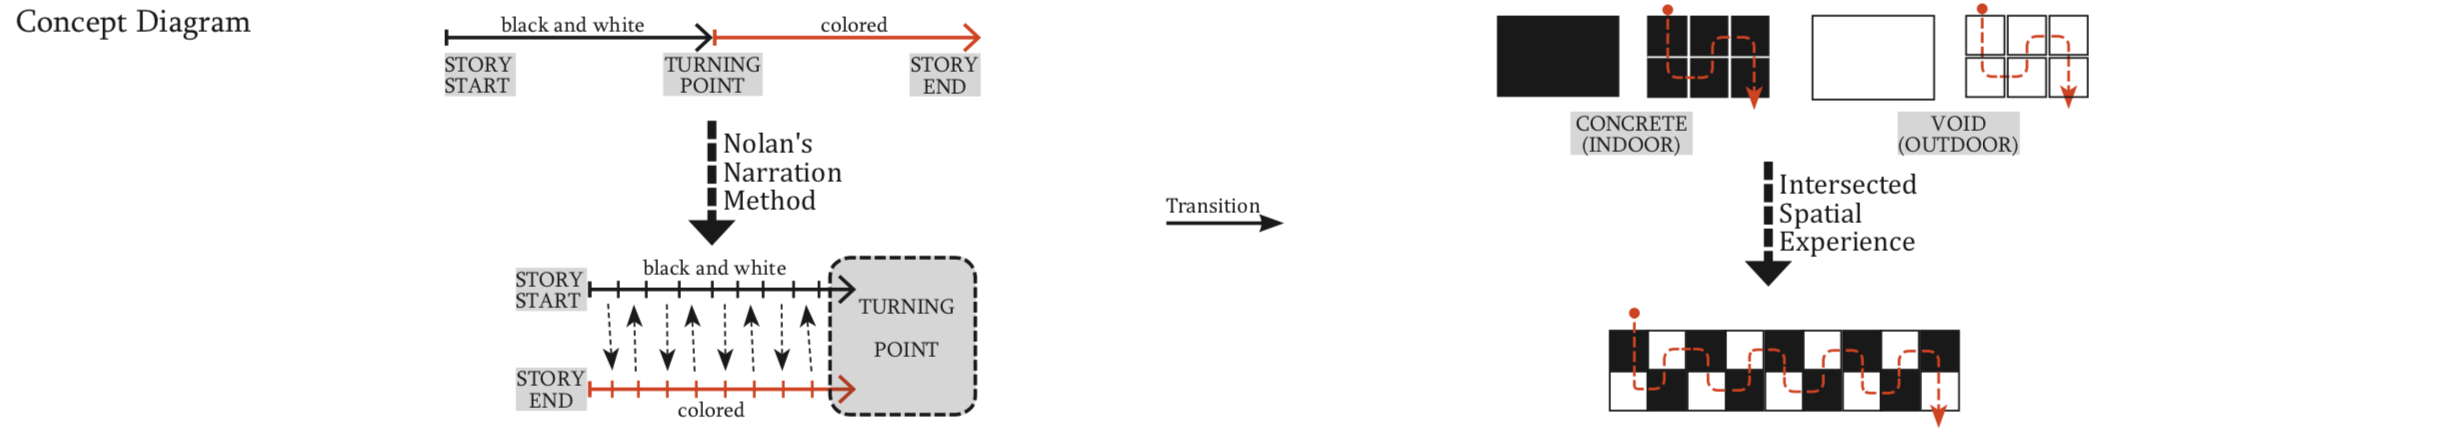 Concept Diagram
black and white
colored
STORY
START
TURNING
POINT
STORY
END
Nolan's
Narration
Method
STORY
START
black and white
TURNING
POINT
STORY
END
colored
Transition
CONCRETE
(INDOOR)
VOID
(OUTDOOR)
Intersected
Spatial
Experience